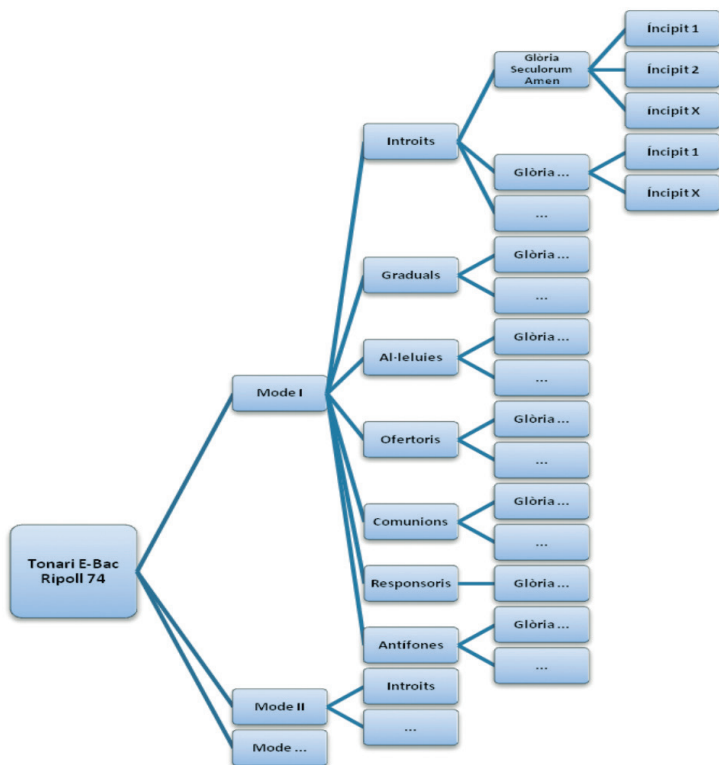 Tonari E-Bac
Ripoll 74
Mode I
Introits
Glòria
Seculorum
Amen
Íncipit 1
Íncipit 2
íncipit X
Glòria ...
Íncipit 1
Íncipit X
...
Graduals
Glòria ...
...
Al·leluies
Glòria ...
...
Ofertoris
Glòria ...
...
Comunions
Glòria ...
...
Responsoris
Glòria ...
Antífones
Glòria ...
...
Mode II
Introits
...
Mode ...